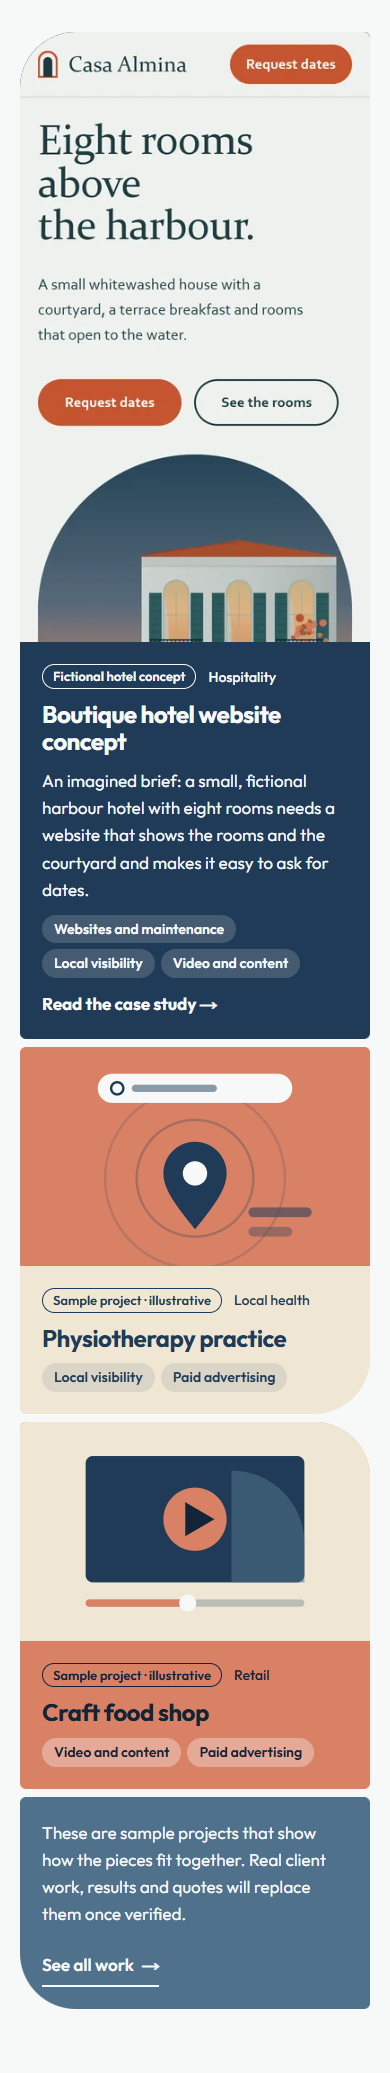 Casa Almina
Request dates
Eight rooms
above
the harbour.
A small whitewashed house with a
courtyard, a terrace breakfast and rooms
that open to the water.
Request dates
See the rooms
Fictional hotel concept
Hospitality
Boutique hotel website
concept
An imagined brief: a small, fictional
harbour hotel with eight rooms needs a
website that shows the rooms and the
courtyard and makes it easy to ask for
dates.
Websites and maintenance
Local visibility
Video and content
Read the case study →
Sample project · illustrative
Local health
Physiotherapy practice
Local visibility
Paid advertising
Sample project · illustrative
Retail
Craft food shop
Video and content
Paid advertising
These are sample projects that show
how the pieces fit together. Real client
work, results and quotes will replace
them once verified.
See all work →